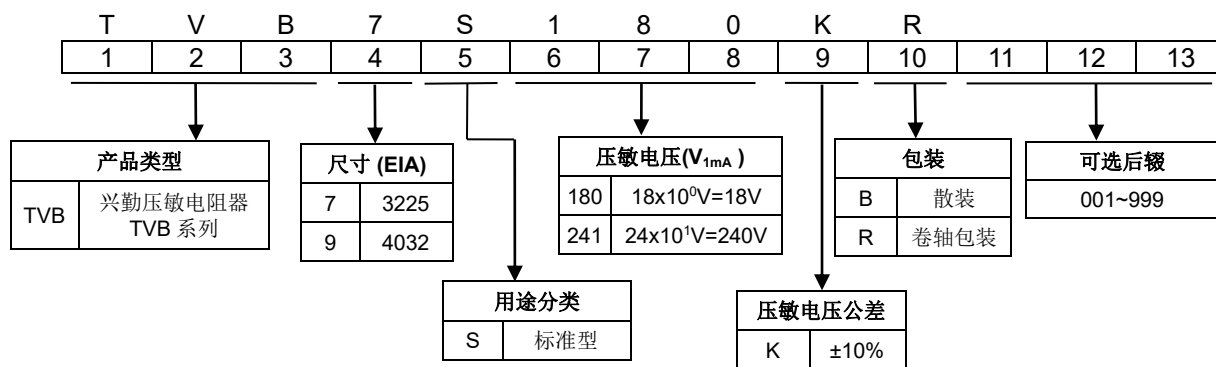 T V B 7 S 1 8 0 K R
1 2 3 4 5 6 7 8 9 10 11 12 13
产品类型
TVB 兴勤压敏电阻器
TVB 系列
尺寸 (EIA)
7 3225
9 4032
压敏电压(V1mA )
180 18x10⁰V=18V
241 24x10¹V=240V
包装
B 散装
R 卷轴包装
可选后缀
001~999
用途分类
S 标准型
压敏电压公差
K ±10%